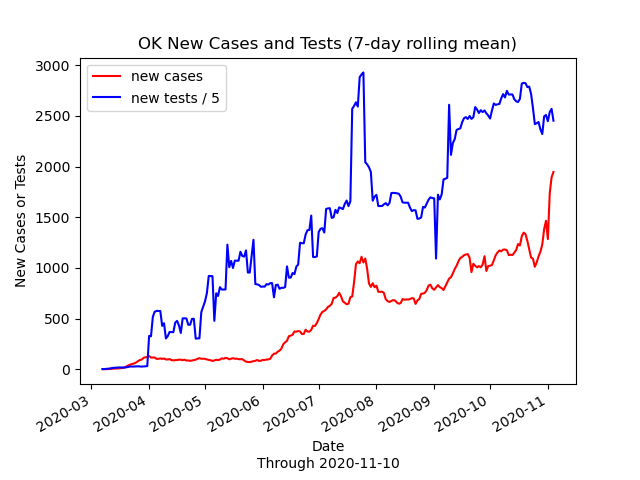 OK New Cases and Tests (7-day rolling mean)
new cases
new tests / 5
New Cases or Tests
3000
2500
2000
1500
1000
500
0
2020-03
2020-04
2020-05
2020-06
2020-07
2020-08
2020-09
2020-10
2020-11
Date
Through 2020-11-10